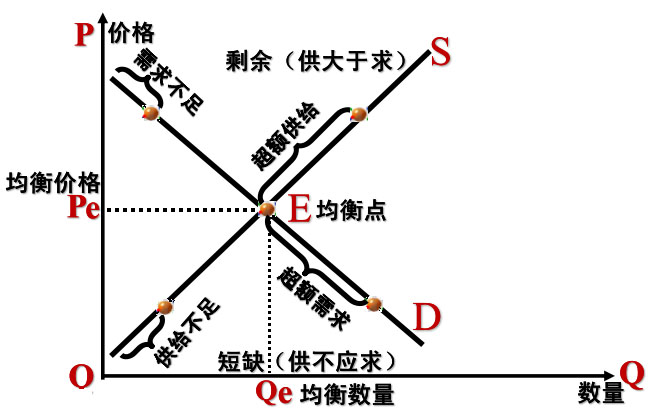 P 价格
需求不足
剩余（供大于求）
S
超额供给
均衡价格
Pe
E 均衡点
超额需求
供给不足
D
短缺（供不应求）
O
Qe 均衡数量
数量
Q